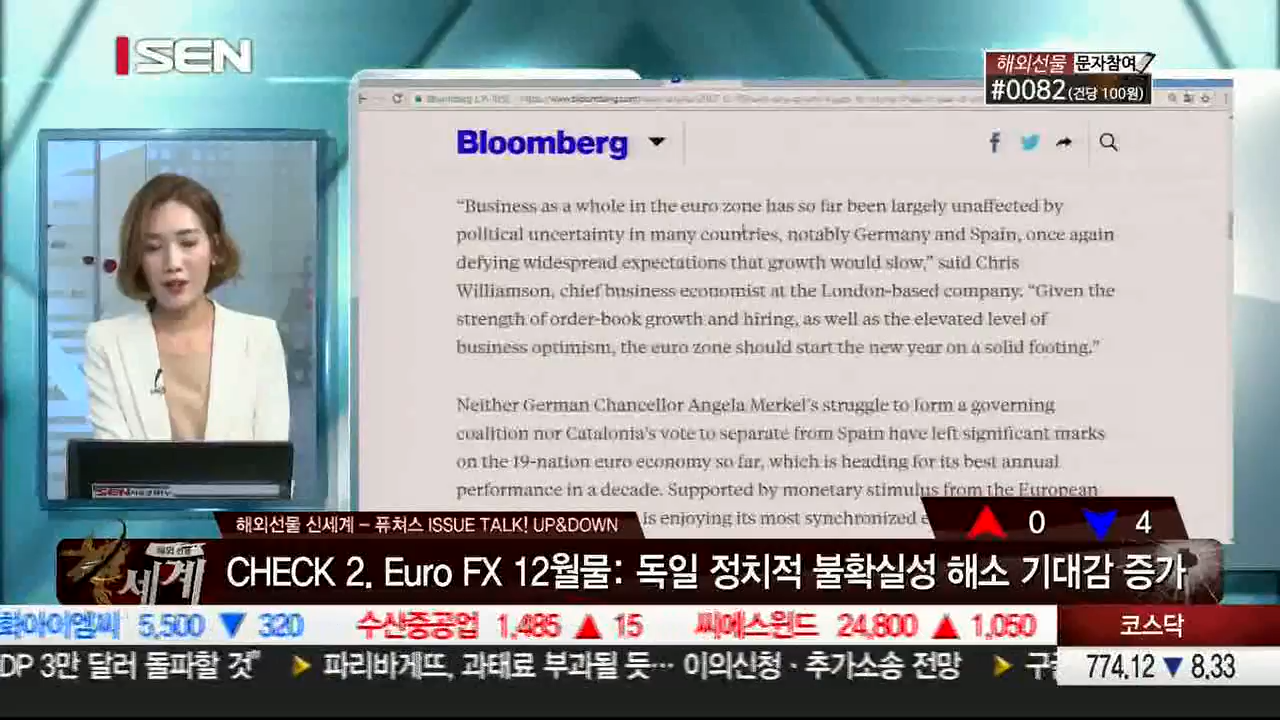 SEN
해외선물 문자참여
#0082(건당 100원)
Bloomberg
“Business as a whole in the euro zone has so far been largely unaffected by
political uncertainty in many countries, notably Germany and Spain, once again
defying widespread expectations that growth would slow,” said Chris
Williamson, chief business economist at the London-based company. “Given the
strength of order-book growth and hiring, as well as the elevated level of
business optimism, the euro zone should start the new year on a solid footing.”
Neither German Chancellor Angela Merkel’s struggle to form a governing
coalition nor Catalonia’s vote to separate from Spain have left significant marks
on the 19-nation euro economy so far, which is heading for its best annual
performance in a decade. Supported by monetary stimulus from the European
is enjoying its most synchronized
SEN
해외선물 신세계 - 퓨쳐스 ISSUE TALK! UP&DOWN
▲ 0 ▼ 4
해외 선물
세계
CHECK 2. Euro FX 12월물: 독일 정치적 불확실성 해소 기대감 증가
화아이엠씨 5,500 ▼ 320 수산중공업 1,485 ▲ 15 씨에스윈드 24,800 ▲ 1,050
코스닥
DP 3만 달러 돌파할 것" ▶ 파리바게뜨, 과태료 부과될 듯… 이의신청·추가소송 전망 ▶
774.12 ▼ 8.33